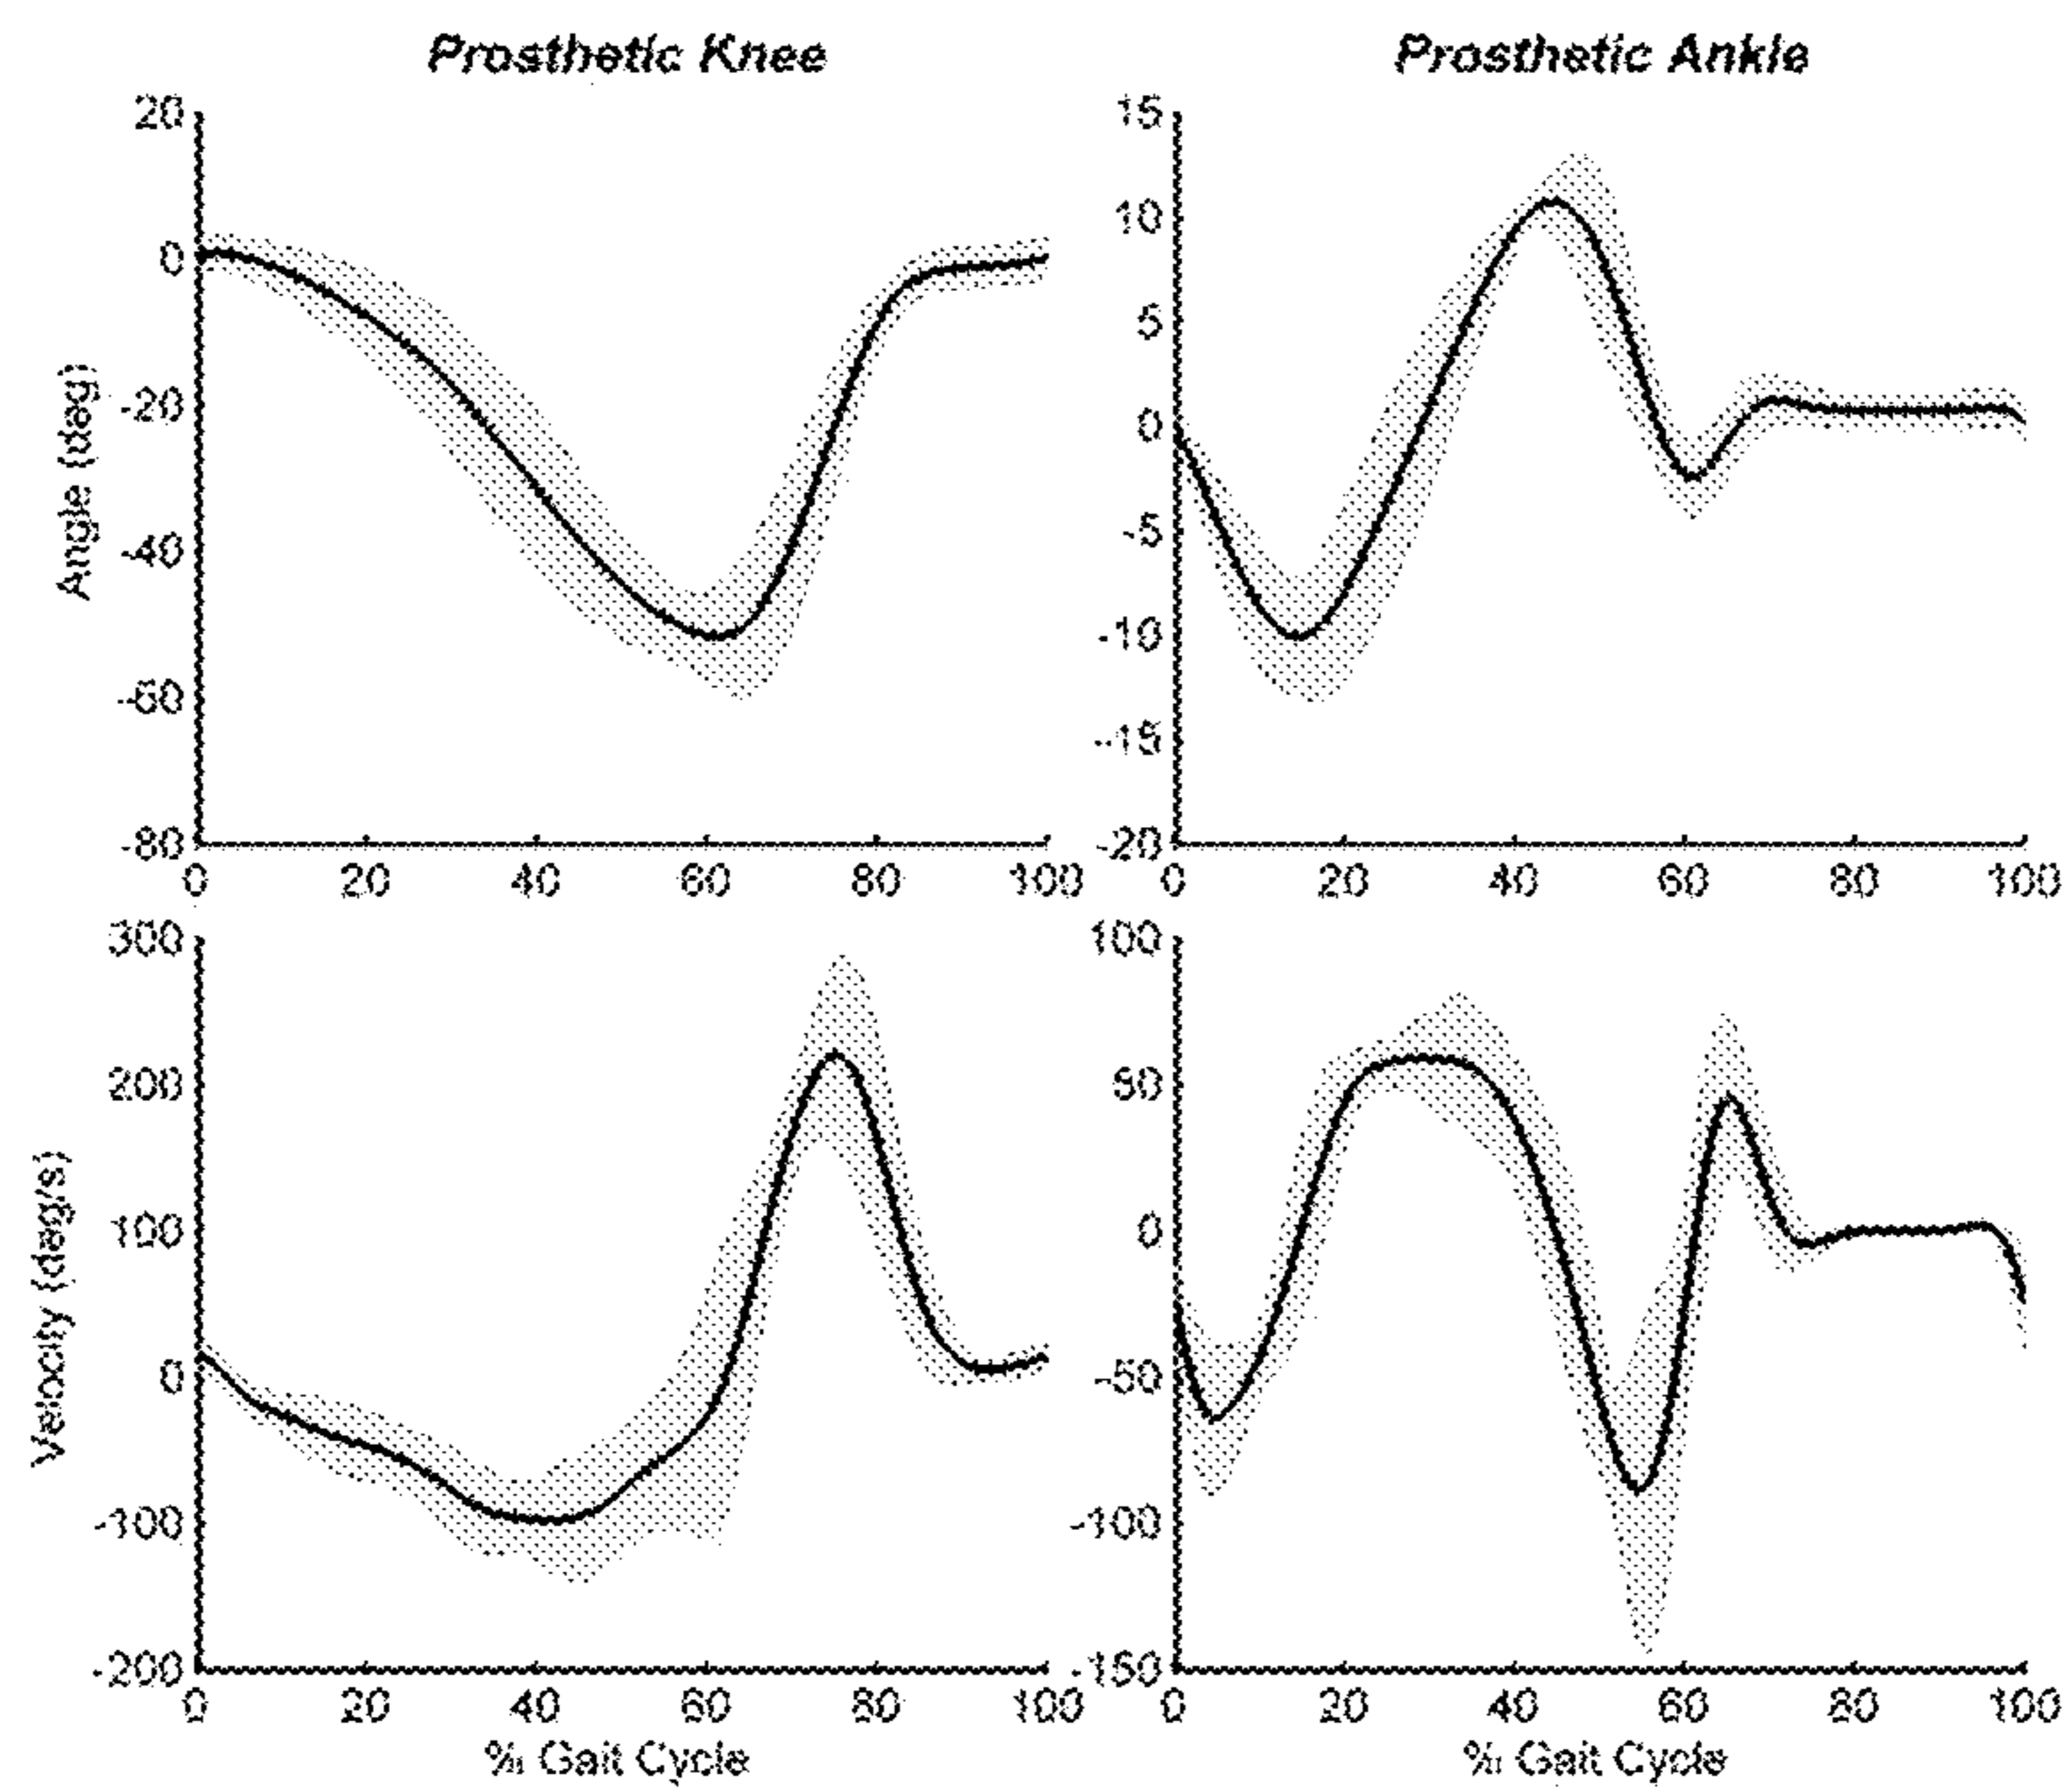 Prosthetic Knee
Prosthetic Ankle
20
0
-20
-40
-60
-80
Angle (deg)
0 20 40 60 80 100
15
10
5
0
-5
-10
-15
-20
0 20 40 60 80 100
300
200
100
0
-100
-200
Velocity (deg/s)
0 20 40 60 80 100
% Gait Cycle
100
50
0
-50
-100
-150
0 20 40 60 80 100
% Gait Cycle